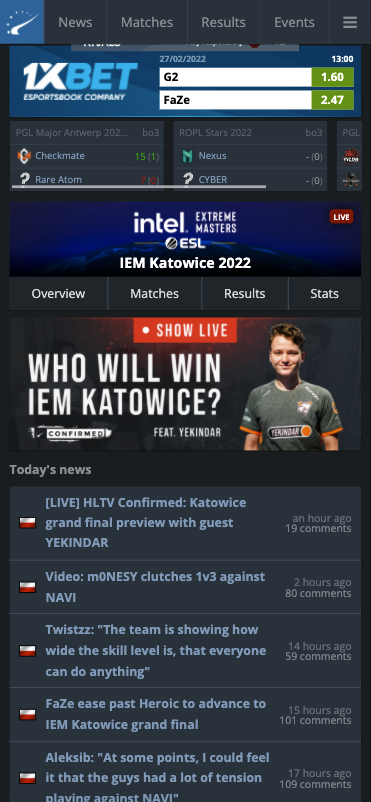 News
Matches
Results
Events
27/02/2022
13:00
1XBET
ESPORTSBOOK COMPANY
G2
1.60
FaZe
2.47
PGL Major Antwerp 202...
bo3
Checkmate
15 (1)
Rare Atom
ROPL Stars 2022
bo3
Nexus
- (0)
CYBER
- (0)
PGL
LIVE
intel EXTREME
MASTERS
ESL
IEM Katowice 2022
Overview
Matches
Results
Stats
SHOW LIVE
WHO WILL WIN
IEM KATOWICE?
CONFIRMED
FEAT. YEKINDAR
YEKINDAR
Today's news
[LIVE] HLTV Confirmed: Katowice
grand final preview with guest
YEKINDAR
an hour ago
19 comments
Video: m0NESY clutches 1v3 against
NAVI
2 hours ago
80 comments
Twistzz: "The team is showing how
wide the skill level is, that everyone
can do anything"
14 hours ago
59 comments
FaZe ease past Heroic to advance to
IEM Katowice grand final
15 hours ago
101 comments
Aleksib: "At some points, I could feel
it that the guys had a lot of tension
playing against NAVI"
17 hours ago
109 comments